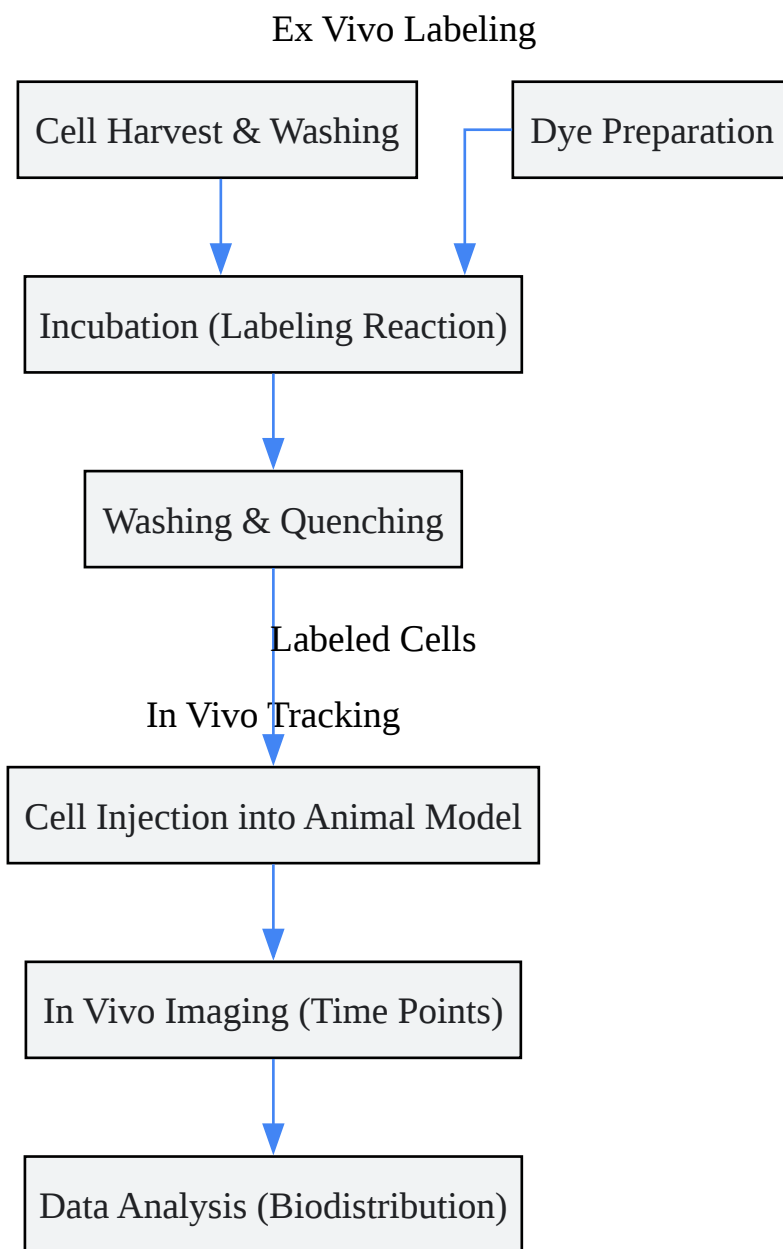 Ex Vivo Labeling
Cell Harvest & Washing
Dye Preparation
Incubation (Labeling Reaction)
Washing & Quenching
Labeled Cells
In Vivo Tracking
Cell Injection into Animal Model
In Vivo Imaging (Time Points)
Data Analysis (Biodistribution)